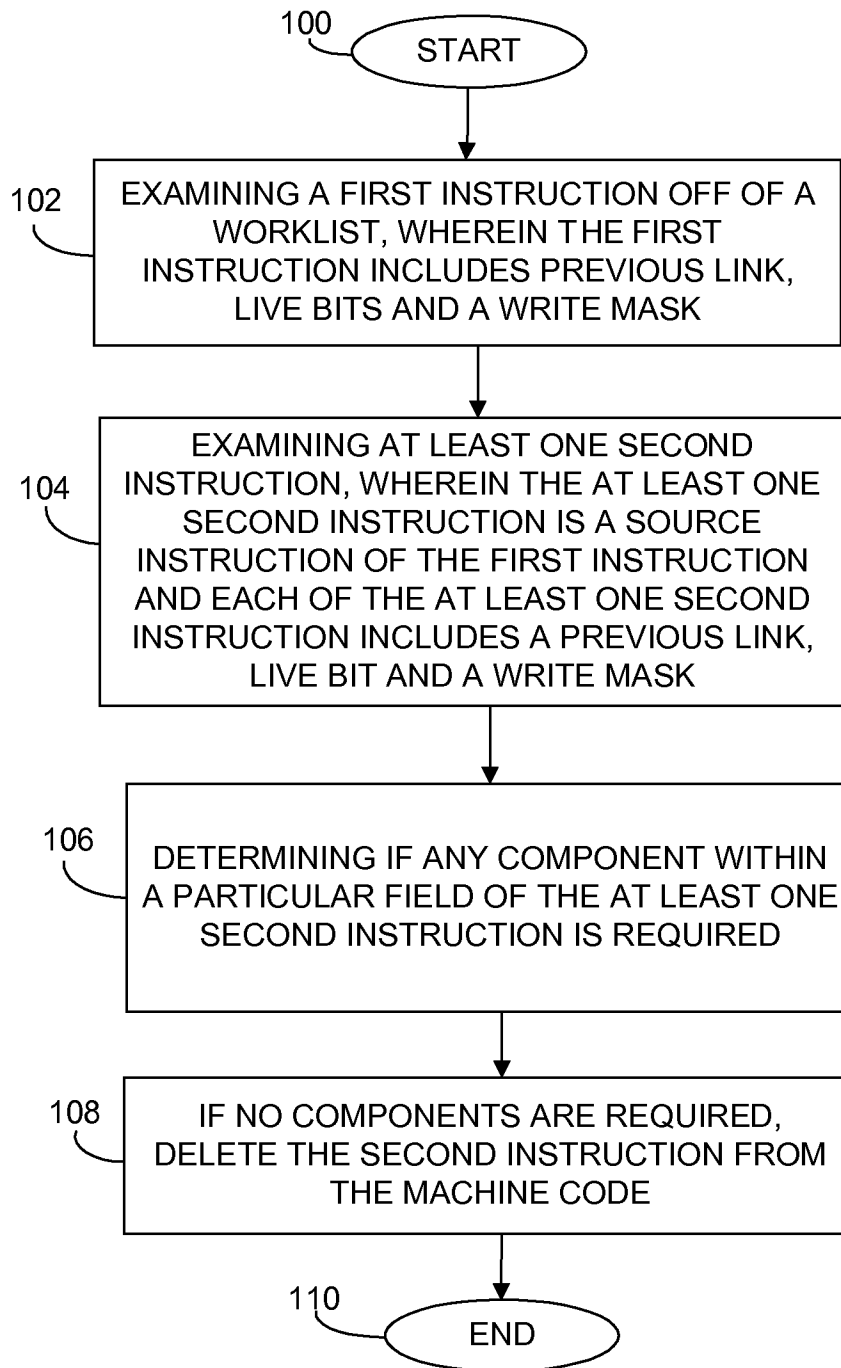 100
START
102
EXAMINING A FIRST INSTRUCTION OFF OF A
WORKLIST, WHEREIN THE FIRST
INSTRUCTION INCLUDES PREVIOUS LINK,
LIVE BITS AND A WRITE MASK
104
EXAMINING AT LEAST ONE SECOND
INSTRUCTION, WHEREIN THE AT LEAST ONE
SECOND INSTRUCTION IS A SOURCE
INSTRUCTION OF THE FIRST INSTRUCTION
AND EACH OF THE AT LEAST ONE SECOND
INSTRUCTION INCLUDES A PREVIOUS LINK,
LIVE BIT AND A WRITE MASK
106
DETERMINING IF ANY COMPONENT WITHIN
A PARTICULAR FIELD OF THE AT LEAST ONE
SECOND INSTRUCTION IS REQUIRED
108
IF NO COMPONENTS ARE REQUIRED,
DELETE THE SECOND INSTRUCTION FROM
THE MACHINE CODE
110
END